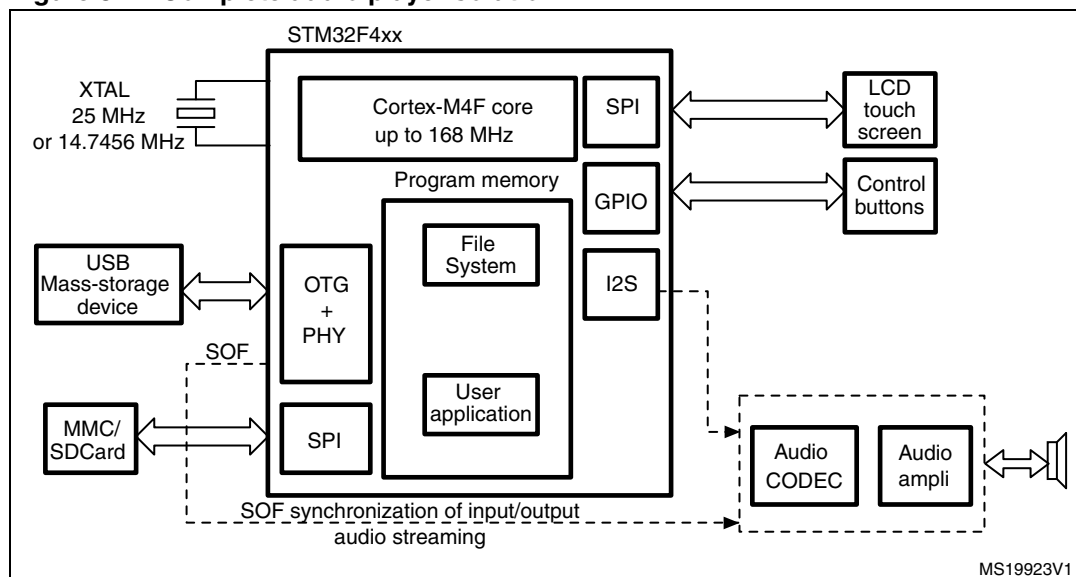 STM32F4xx
XTAL
25 MHz
or 14.7456 MHz
Cortex-M4F core
up to 168 MHz
SPI
LCD
touch
screen
Program memory
GPIO
Control
buttons
File
System
I2S
USB
Mass-storage
device
OTG
+
PHY
SOF
User
application
MMC/
SDCard
SPI
Audio
CODEC
Audio
ampli
SOF synchronization of input/output
audio streaming
MS19923V1